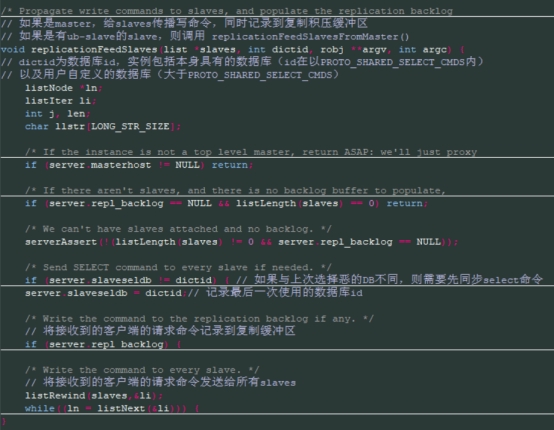 /* Propagate write commands to slaves, and populate the replication backlog
// 如果是master，给slaves传播写命令，同时记录到复制积压缓冲区
// 如果是有ub-slave的slave，则调用 replicationFeedSlavesFromMaster()
void replicationFeedSlaves(list *slaves, int dictid, robj **argv, int argc) {
// dictid为数据库id，实例包括本身具有的数据库（id在以PROTO_SHARED_SELECT_CMDS内）
// 以及用户自定义的数据库（大于PROTO_SHARED_SELECT_CMDS）
listNode *ln;
listIter li;
int j, len;
char llstr[LONG_STR_SIZE];
/* If the instance is not a top level master, return ASAP: we'll just proxy
if (server.masterhost != NULL) return;
/* If there aren't slaves, and there is no backlog buffer to populate,
if (server.repl_backlog == NULL && listLength(slaves) == 0) return;
/* We can't have slaves attached and no backlog. */
serverAssert(!(listLength(slaves) != 0 && server.repl_backlog == NULL));
/* Send SELECT command to every slave if needed. */
if (server.slaveseldb != dictid) { // 如果与上次选择恶的DB不同，则需要先同步select命令
server.slaveseldb = dictid;// 记录最后一次使用的数据库id
/* Write the command to the replication backlog if any. */
// 将接收到的客户端的请求命令记录到复制缓冲区
if (server.repl_backlog) {
/* Write the command to every slave. */
// 将接收到的客户端的请求命令发送给所有slaves
listRewind(slaves,&li);
while((ln = listNext(&li))) {
}